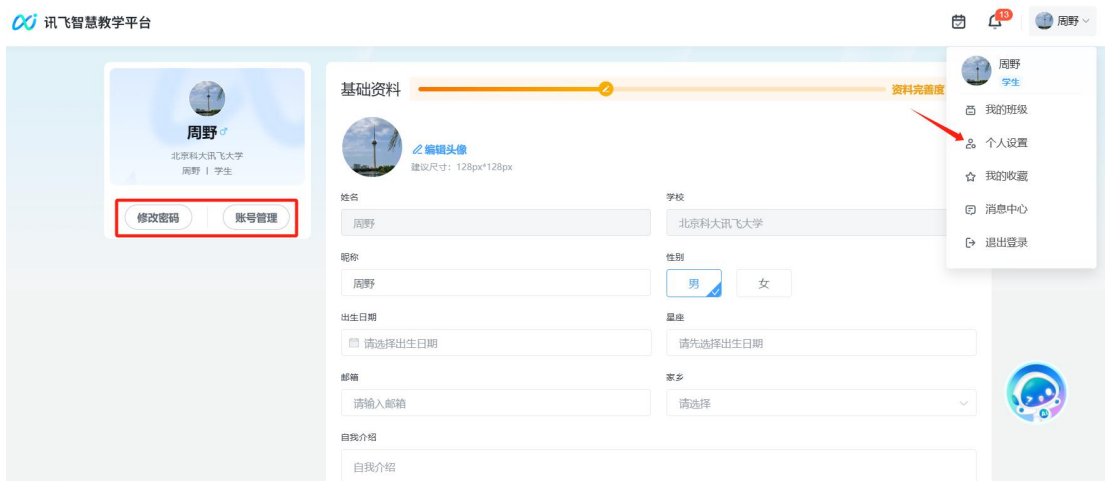 讯飞智慧教学平台
13
周野
周野
学生
我的班级
个人设置
我的收藏
消息中心
退出登录
周野
北京科大讯飞大学
周野 | 学生
修改密码
账号管理
基础资料
资料完善度
编辑头像
建议尺寸：128px*128px
姓名
学校
周野
北京科大讯飞大学
昵称
性别
周野
男
女
出生日期
星座
请选择出生日期
请先选择出生日期
邮箱
家乡
请输入邮箱
请选择
自我介绍
自我介绍
AI